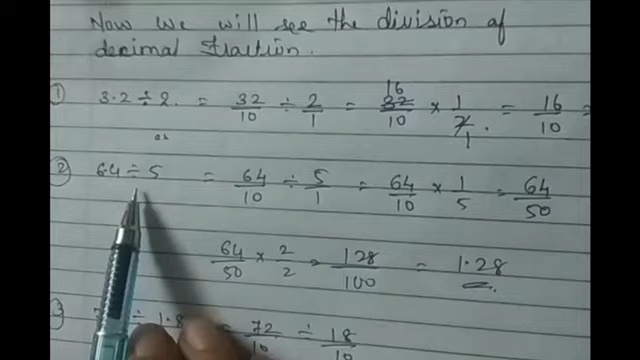 Now we will see the division of
decimal fraction.
① 3.2 ÷ 2. = 32/10 ÷ 2/1 = 16 32/10 × 1/2 1. = 16/10 =
② 6.4 ÷ 5 = 64/10 ÷ 5/1 = 64/10 × 1/5 = 64/50
64/50 × 2/2 = 128/100 = 1.28
③ ÷ 1.8 = 72/10 ÷ 18/10